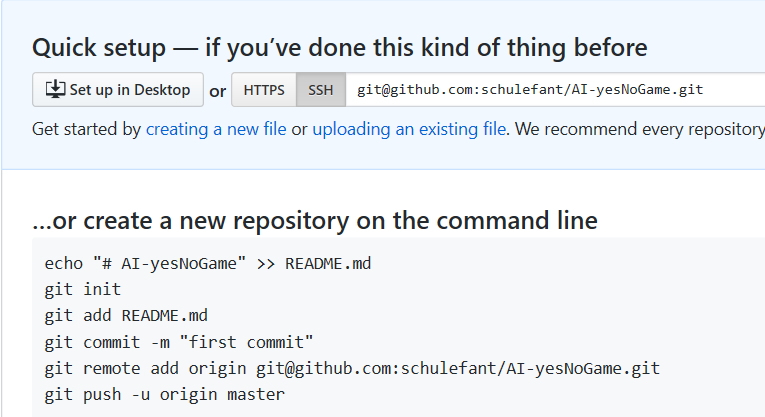 Quick setup — if you’ve done this kind of thing before
Set up in Desktop or HTTPS SSH git@github.com:schulefant/AI-yesNoGame.git
Get started by creating a new file or uploading an existing file. We recommend every repository
...or create a new repository on the command line
echo "# AI-yesNoGame" >> README.md
git init
git add README.md
git commit -m "first commit"
git remote add origin git@github.com:schulefant/AI-yesNoGame.git
git push -u origin master